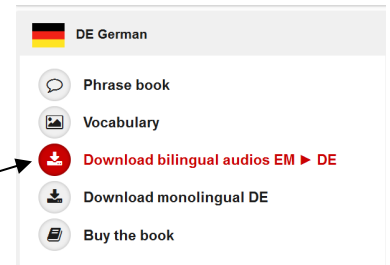 DE German
Phrase book
Vocabulary
Download bilingual audios EM ► DE
Download monolingual DE
Buy the book